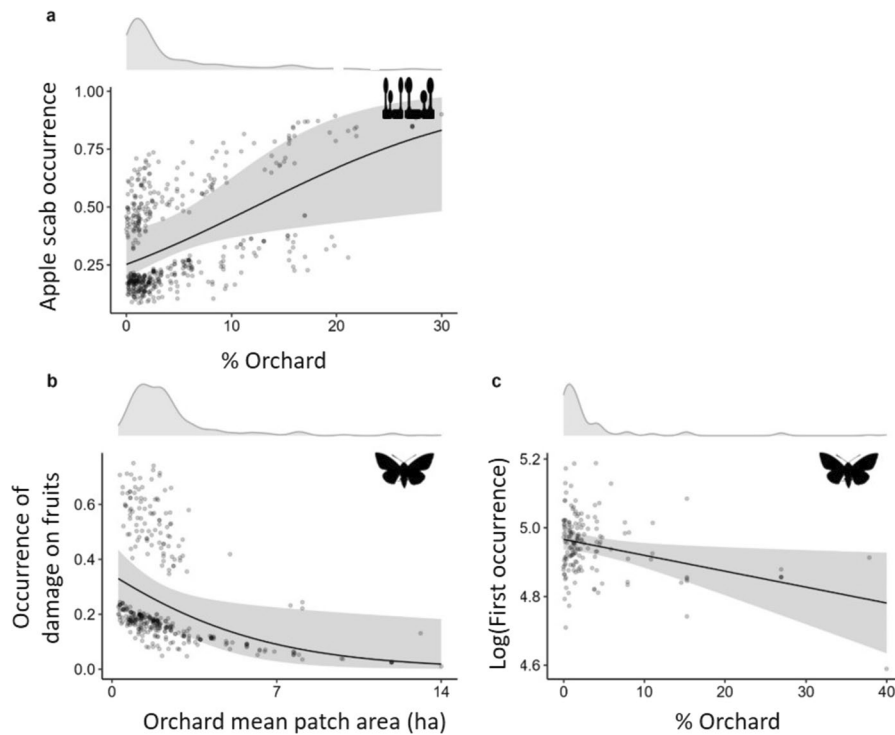 a
1.00
0.75
0.50
0.25
Apple scab occurrence
0 10 20 30
% Orchard
b
0.6
0.4
0.2
0.0
Occurrence of
damage on fruits
0 7 14
Orchard mean patch area (ha)
c
5.2
5.0
4.8
4.6
Log(First occurrence)
0 10 20 30 40
% Orchard